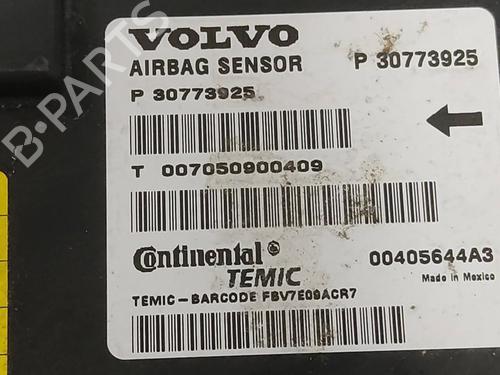 VOLVO
AIRBAG SENSOR P 30773925
P 30773925
T 007050900409
Continental
TEMIC 00405644A3
Made in Mexico
TEMIC-BARCODE FBV7E09ACR7
B-PARTS